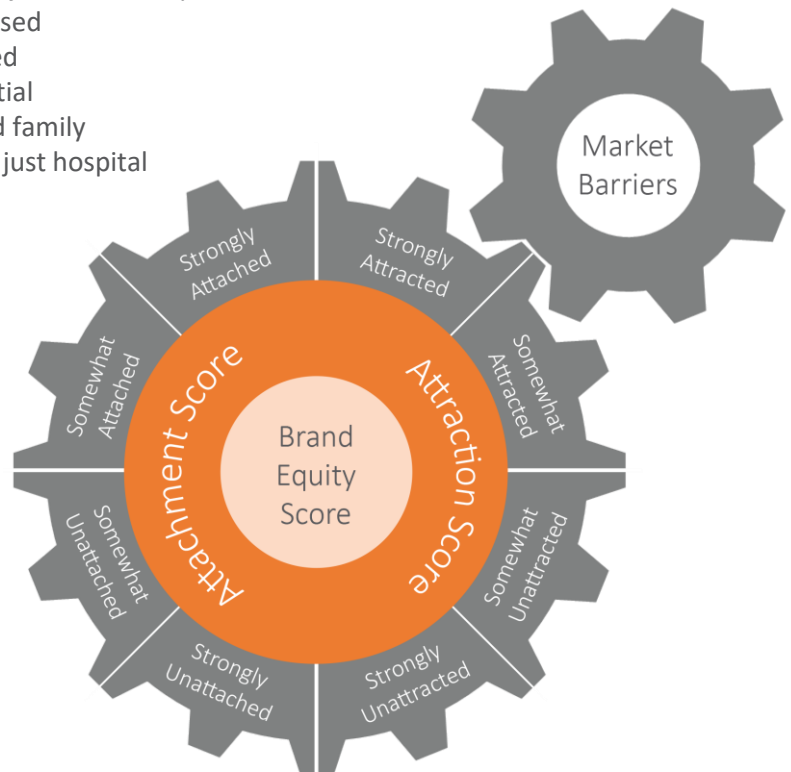 sed
ed
tial
d family
just hospital
Market
Barriers
Strongly
Attached
Strongly
Attracted
Somewhat
Attached
Somewhat
Attracted
Attachment Score
Attraction Score
Brand
Equity
Score
Somewhat
Unattached
Somewhat
Unattracted
Strongly
Unattached
Strongly
Unattracted